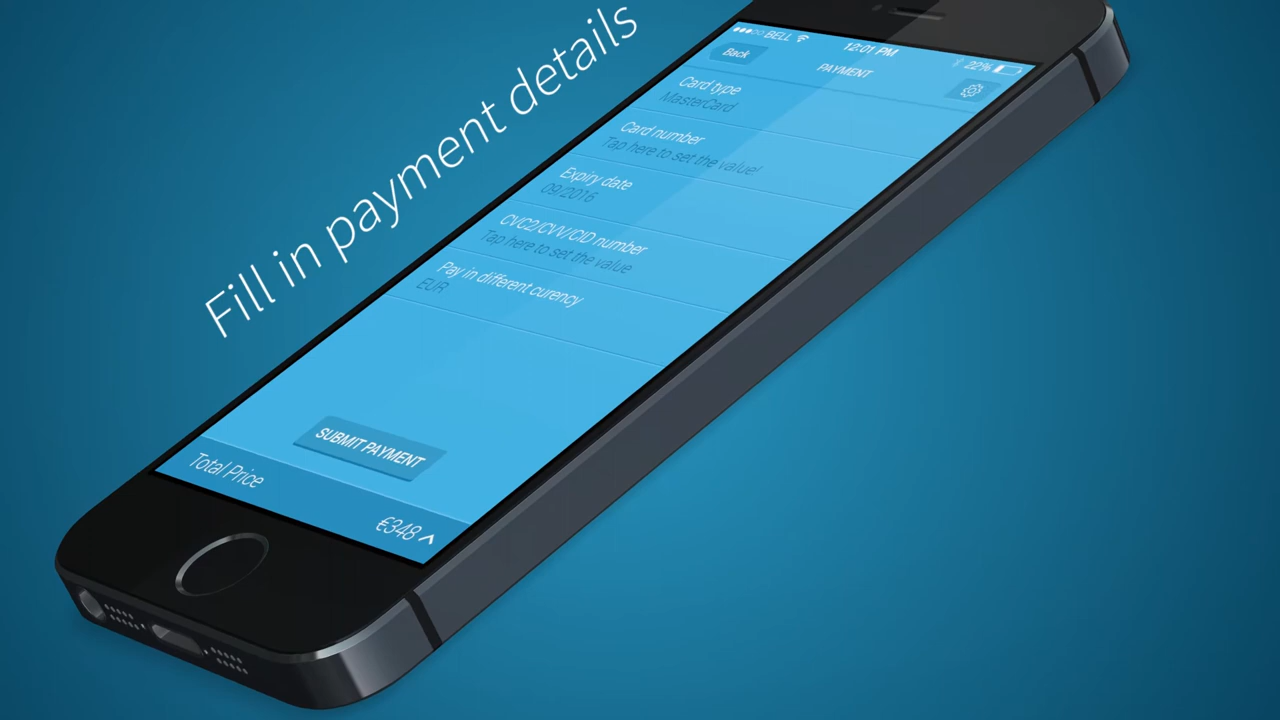 Fill in payment details
BELL 12:01 PM 22%
Back
PAYMENT
Card type
MasterCard
Card number
Tap here to set the value!
Expiry date
09/2016
CVC2/CVV/CID number
Tap here to set the value
Pay in different curency
EUR
SUBMIT PAYMENT
Total Price
€348